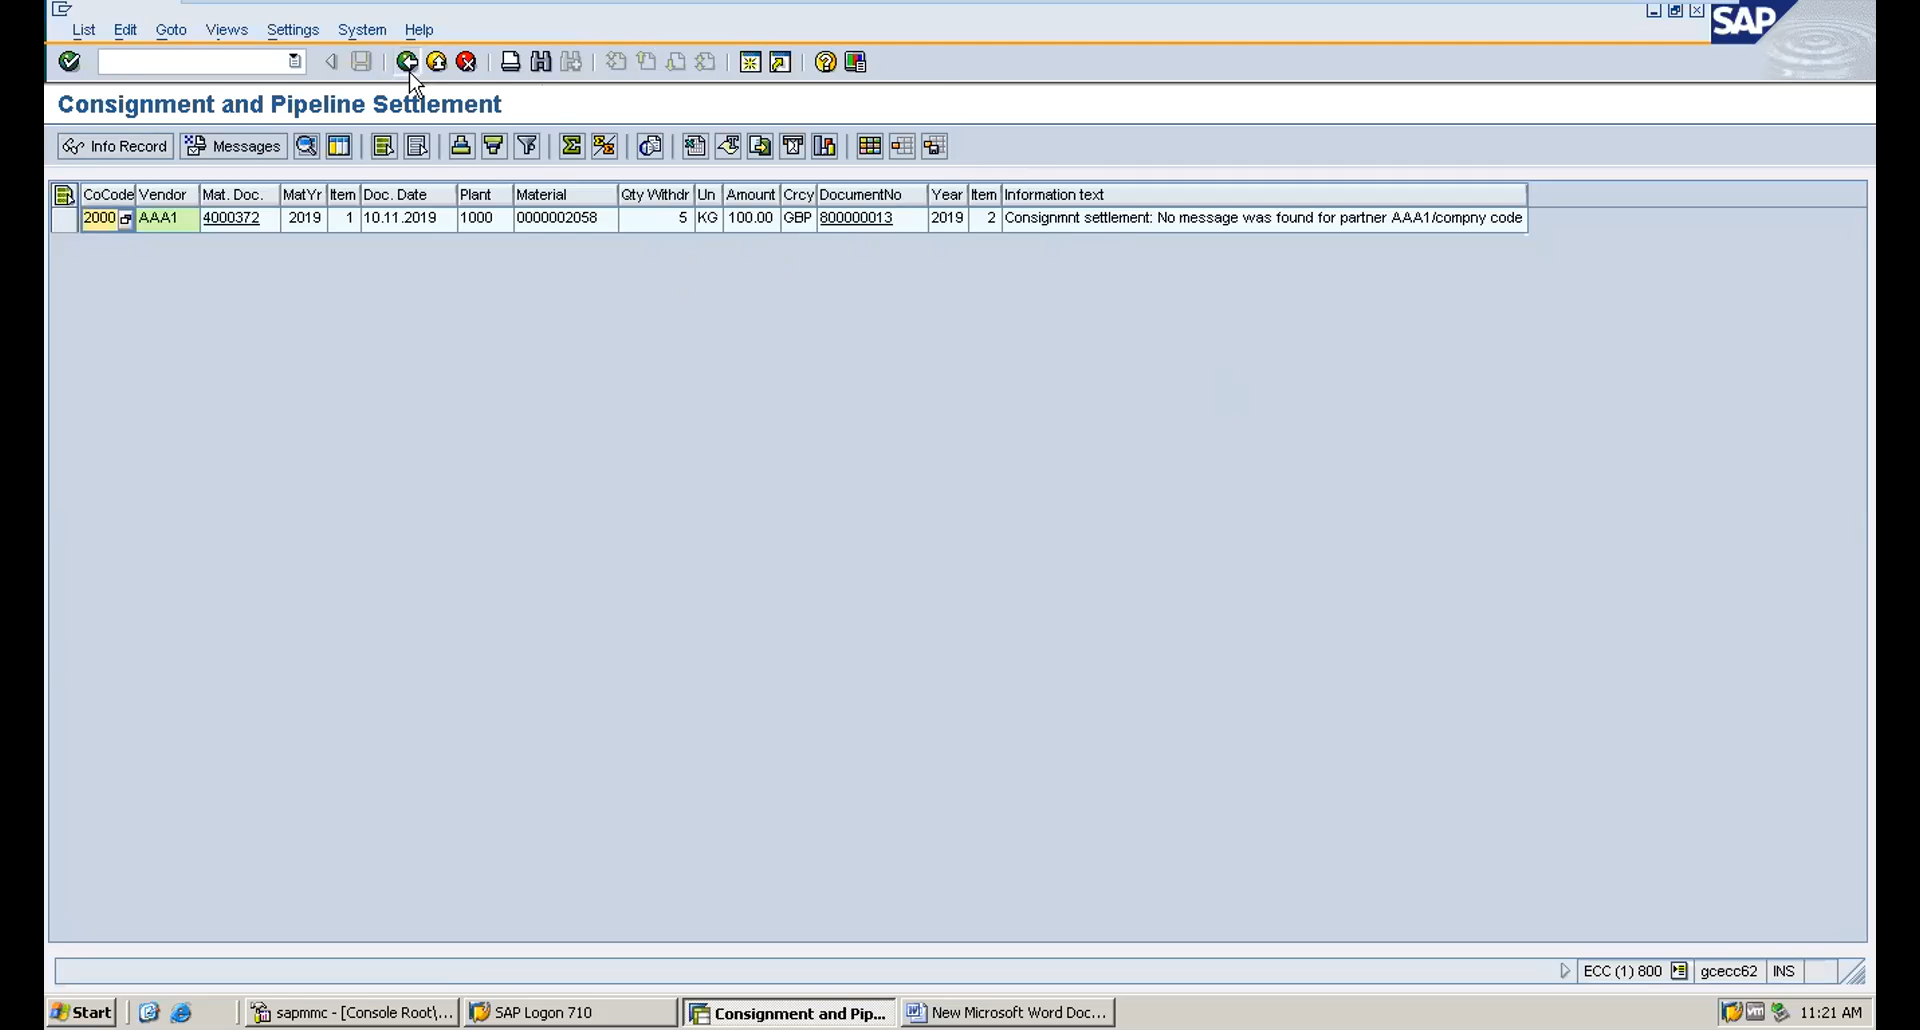 List Edit Goto Views Settings System Help
SAP
Consignment and Pipeline Settlement
Info Record Messages
CoCode Vendor Mat. Doc. MatYr Item Doc. Date Plant Material Qty Withdr Un Amount Crcy DocumentNo Year Item Information text
2000 AAA1 4000372 2019 1 10.11.2019 1000 0000002058 5 KG 100.00 GBP 800000013 2019 2 Consignmnt settlement: No message was found for partner AAA1/compny code
ECC (1) 800 gcecc62 INS
Start sapmmc - [Console Root\... SAP Logon 710 Consignment and Pip... New Microsoft Word Doc... 11:21 AM